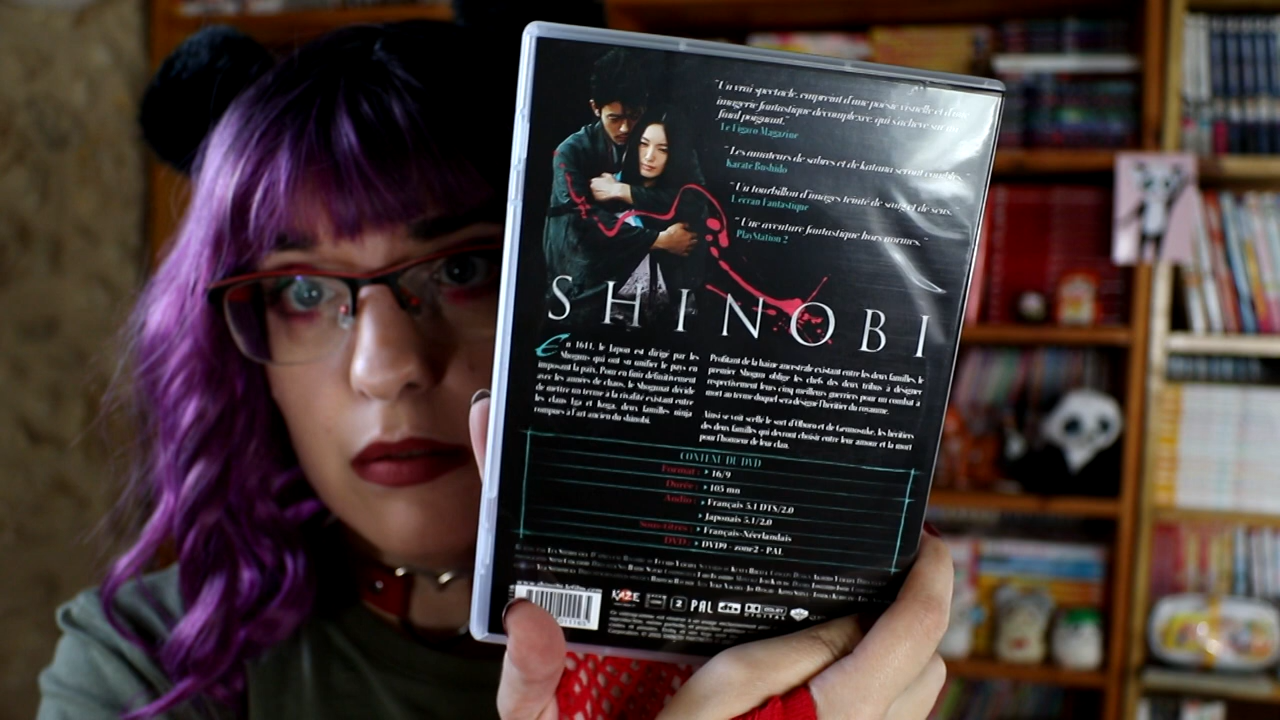 "Un vrai spectacle, empreint d'une poésie visuelle et d'une
imagerie fantastique décomplexée, qui s'achève sur un
final poignant."
Le Figaro Magazine
"Les amateurs de sabres et de katana seront comblés."
Karate Bushido
"Un tourbillon d'images teinté de sang et de sens."
L'ecran Fantastique
"Une aventure fantastique hors normes."
PlayStation 2
SHINOBI
En 1614, le Japon est dirigé par les
Shoguns qui ont su unifier le pays en
imposant la paix. Pour en finir définitivement
avec les années de chaos, le Shogunat décide
de mettre un terme à la rivalité existant entre
les clans Iga et Koga, deux familles ninja
rompues à l'art ancien du shinobi.
Profitant de la haine ancestrale existant entre les deux familles, le
premier Shogun oblige les chefs des deux tribus à désigner
respectivement leurs cinq meilleurs guerriers pour un combat à
mort au terme duquel sera désigné l'héritier du royaume.
Ainsi se voit scellé le sort d'Oboro et de Gennosuke, les héritiers
des deux familles qui devront choisir entre leur amour et la mort
pour l'honneur de leur clan.
CONTENU DU DVD
Format : 16/9
Durée : 105 mn
Audio : Français 5.1 DTS/2.0
Japonais 5.1/2.0
Sous-titres : Français-Néerlandais
DVD : DVD9 - zone2 - PAL
KAZE
2
PAL
dts
DOLBY
DIGITAL